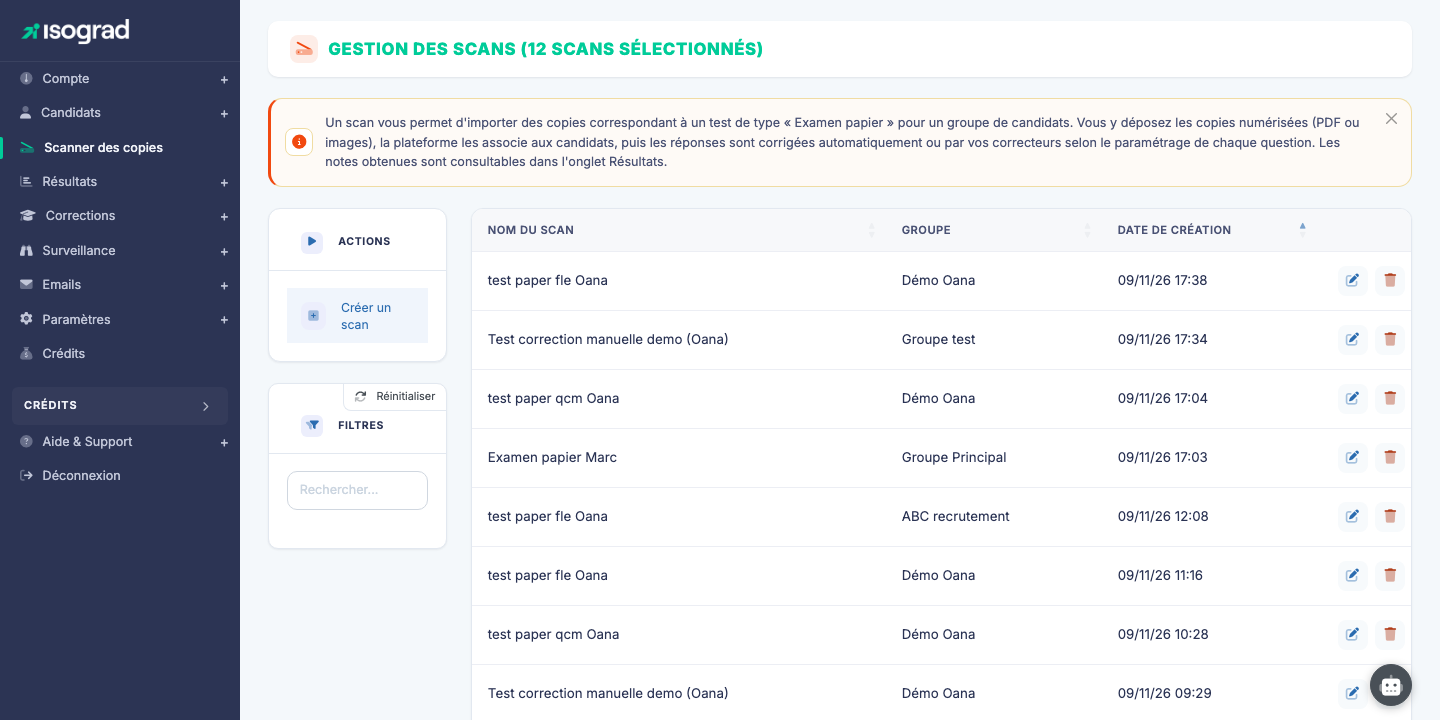 isograd
Compte
Candidats
Scanner des copies
Résultats
Corrections
Surveillance
Emails
Paramètres
Crédits
CRÉDITS
Aide & Support
Déconnexion
GESTION DES SCANS (12 SCANS SÉLECTIONNÉS)
Un scan vous permet d'importer des copies correspondant à un test de type « Examen papier » pour un groupe de candidats. Vous y déposez les copies numérisées (PDF ou
images), la plateforme les associe aux candidats, puis les réponses sont corrigées automatiquement ou par vos correcteurs selon le paramétrage de chaque question. Les
notes obtenues sont consultables dans l'onglet Résultats.
ACTIONS
Créer un
scan
Réinitialiser
FILTRES
Rechercher...
NOM DU SCAN GROUPE DATE DE CRÉATION
test paper fle Oana Démo Oana 09/11/26 17:38
Test correction manuelle demo (Oana) Groupe test 09/11/26 17:34
test paper qcm Oana Démo Oana 09/11/26 17:04
Examen papier Marc Groupe Principal 09/11/26 17:03
test paper fle Oana ABC recrutement 09/11/26 12:08
test paper fle Oana Démo Oana 09/11/26 11:16
test paper qcm Oana Démo Oana 09/11/26 10:28
Test correction manuelle demo (Oana) Démo Oana 09/11/26 09:29